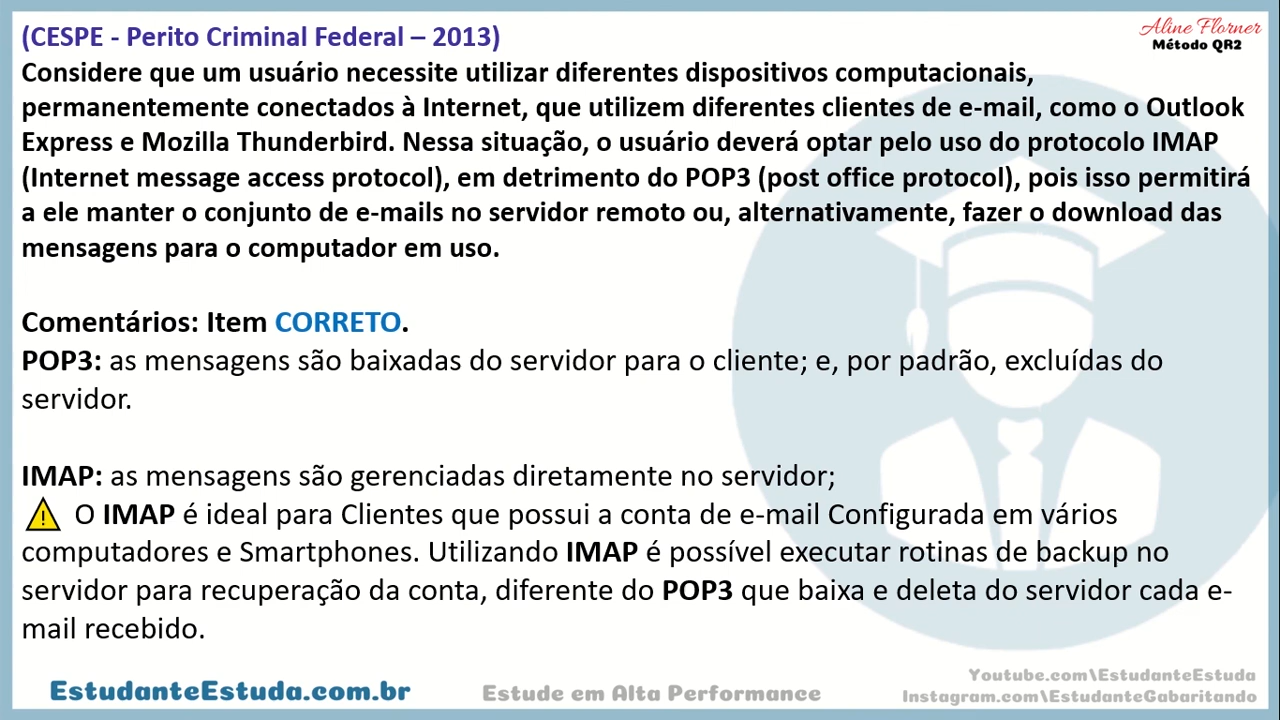 (CESPE - Perito Criminal Federal – 2013)
Aline Florner
Método QR2
Considere que um usuário necessite utilizar diferentes dispositivos computacionais,
permanentemente conectados à Internet, que utilizem diferentes clientes de e-mail, como o Outlook
Express e Mozilla Thunderbird. Nessa situação, o usuário deverá optar pelo uso do protocolo IMAP
(Internet message access protocol), em detrimento do POP3 (post office protocol), pois isso permitirá
a ele manter o conjunto de e-mails no servidor remoto ou, alternativamente, fazer o download das
mensagens para o computador em uso.
Comentários: Item CORRETO.
POP3: as mensagens são baixadas do servidor para o cliente; e, por padrão, excluídas do
servidor.
IMAP: as mensagens são gerenciadas diretamente no servidor;
O IMAP é ideal para Clientes que possui a conta de e-mail Configurada em vários
computadores e Smartphones. Utilizando IMAP é possível executar rotinas de backup no
servidor para recuperação da conta, diferente do POP3 que baixa e deleta do servidor cada e-
mail recebido.
EstudanteEstuda.com.br
Estude em Alta Performance
Youtube.com\EstudanteEstuda
Instagram.com\EstudanteGabaritando